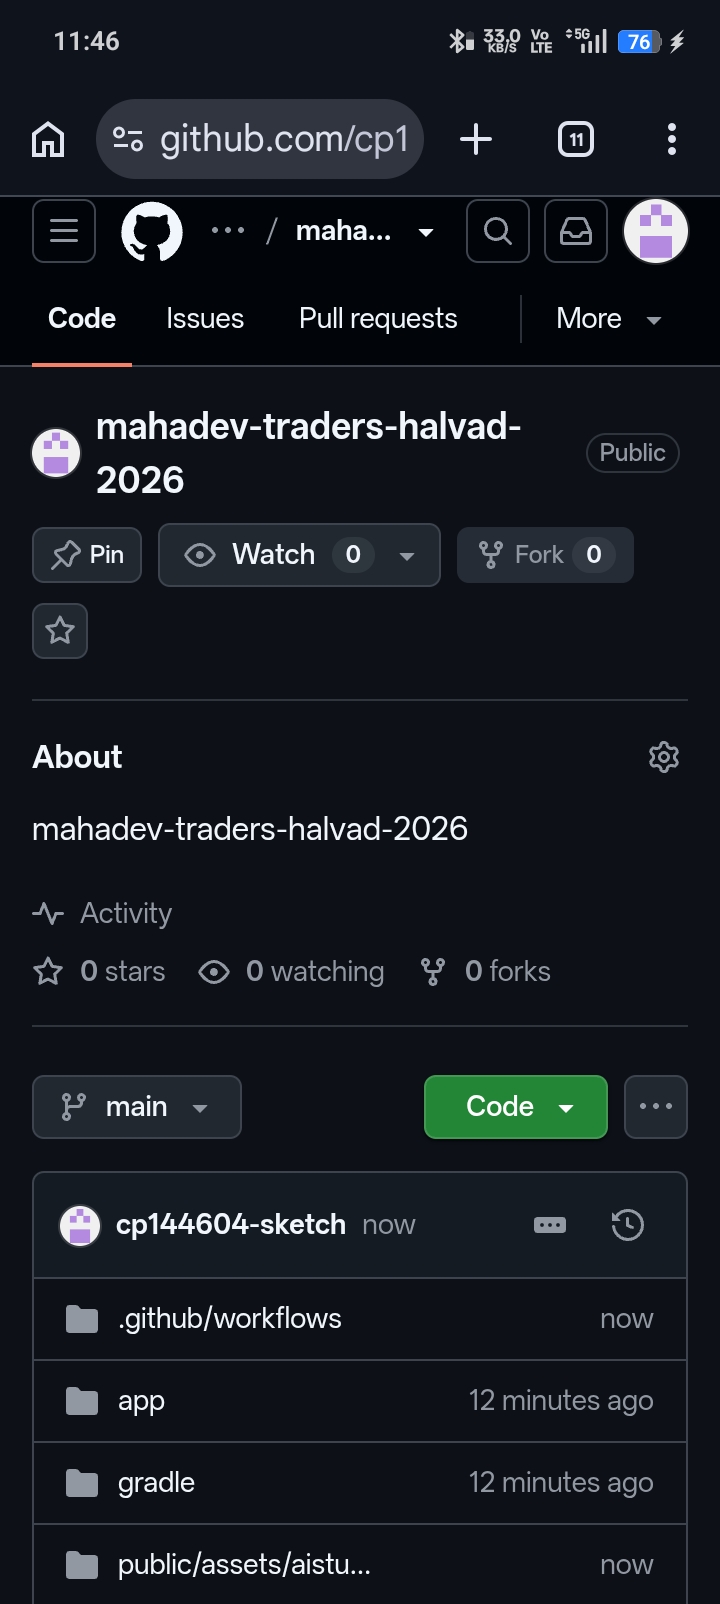 11:46
33.0 KB/S Vo LTE 5G 76
github.com/cp1
11
/ maha...
Code Issues Pull requests More
mahadev-traders-halvad-
2026
Public
Pin Watch 0 Fork 0
About
mahadev-traders-halvad-2026
Activity
0 stars 0 watching 0 forks
main Code
cp144604-sketch now
.github/workflows now
app 12 minutes ago
gradle 12 minutes ago
public/assets/aistu... now